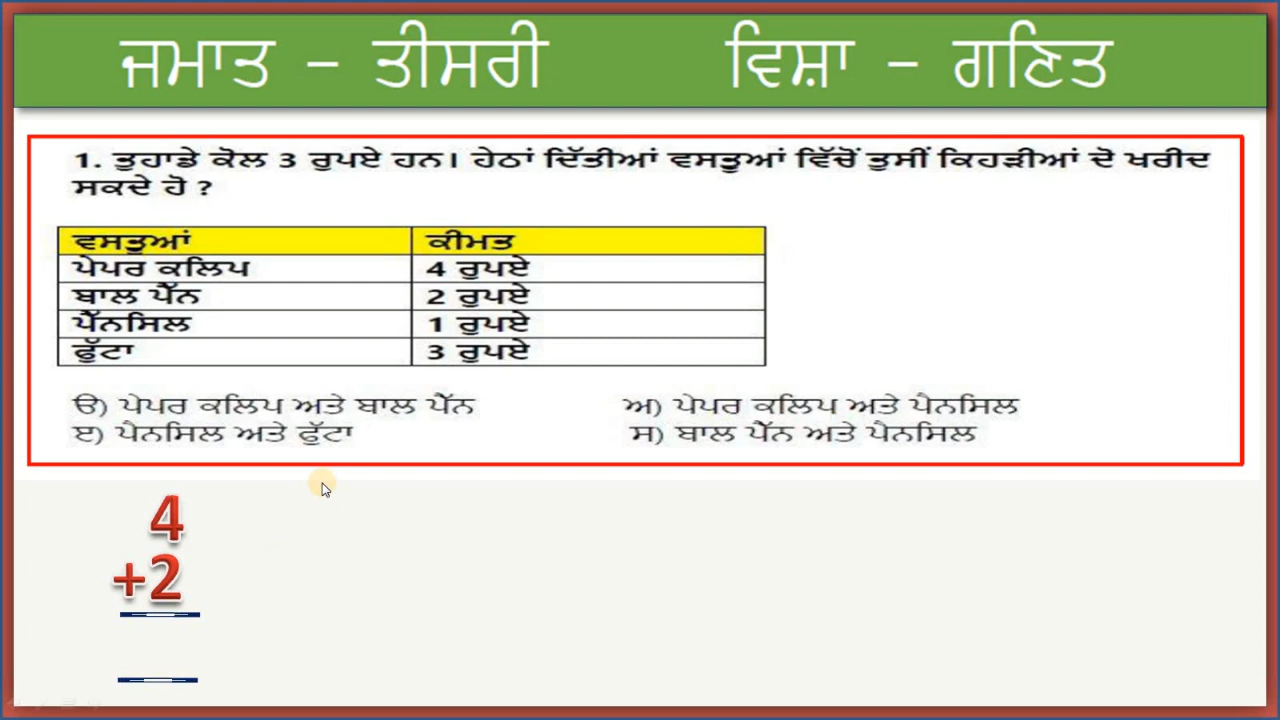 ਜਮਾਤ – ਤੀਸਰੀ ਵਿਸ਼ਾ – ਗਣਿਤ
1. ਤੁਹਾਡੇ ਕੋਲ 3 ਰੁਪਏ ਹਨ। ਹੇਠਾਂ ਦਿੱਤੀਆਂ ਵਸਤੂਆਂ ਵਿੱਚੋਂ ਤੁਸੀਂ ਕਿਹੜੀਆਂ ਦੋ ਖਰੀਦ
ਸਕਦੇ ਹੋ ?
ਵਸਤੂਆਂ ਕੀਮਤ
ਪੇਪਰ ਕਲਿਪ 4 ਰੁਪਏ
ਬਾਲ ਪੈੱਨ 2 ਰੁਪਏ
ਪੈੱਨਸਿਲ 1 ਰੁਪਏ
ਫੁੱਟਾ 3 ਰੁਪਏ
ੳ) ਪੇਪਰ ਕਲਿਪ ਅਤੇ ਬਾਲ ਪੈੱਨ ਅ) ਪੇਪਰ ਕਲਿਪ ਅਤੇ ਪੈਨਸਿਲ
ੲ) ਪੈਨਸਿਲ ਅਤੇ ਫੁੱਟਾ ਸ) ਬਾਲ ਪੈੱਨ ਅਤੇ ਪੈਨਸਿਲ
4
+2